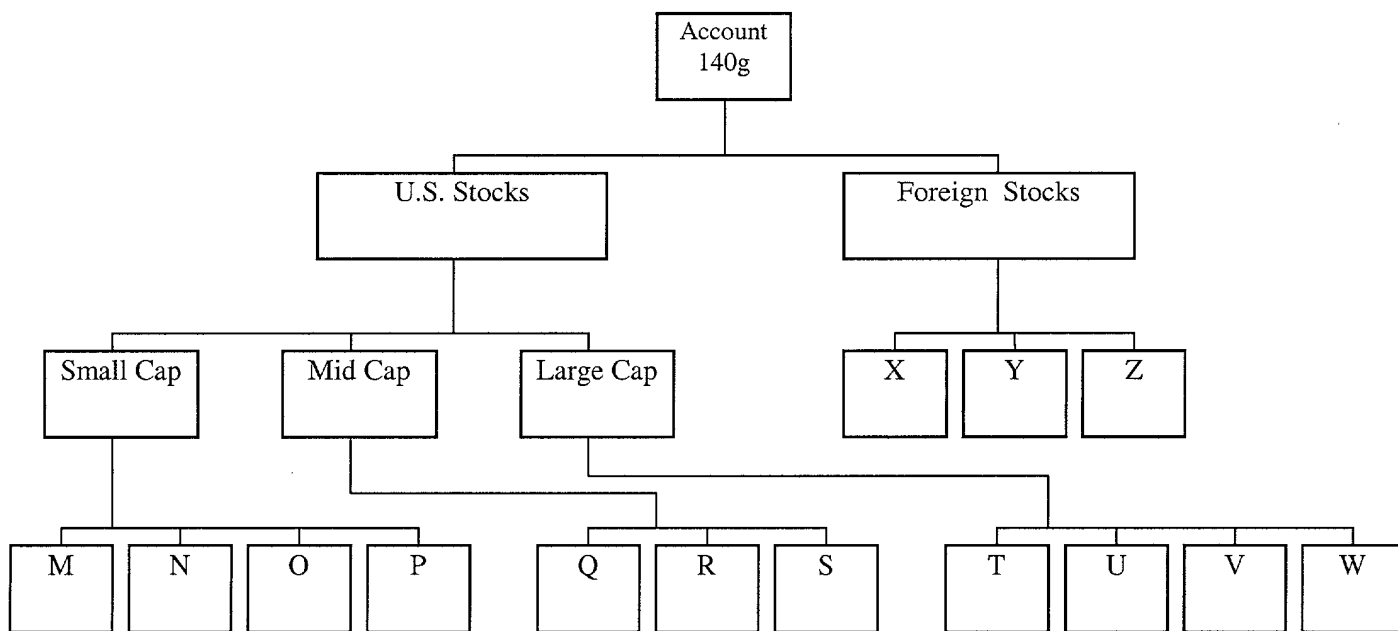 Account
140g
U.S. Stocks
Foreign Stocks
Small Cap
Mid Cap
Large Cap
X
Y
Z
M
N
O
P
Q
R
S
T
U
V
W